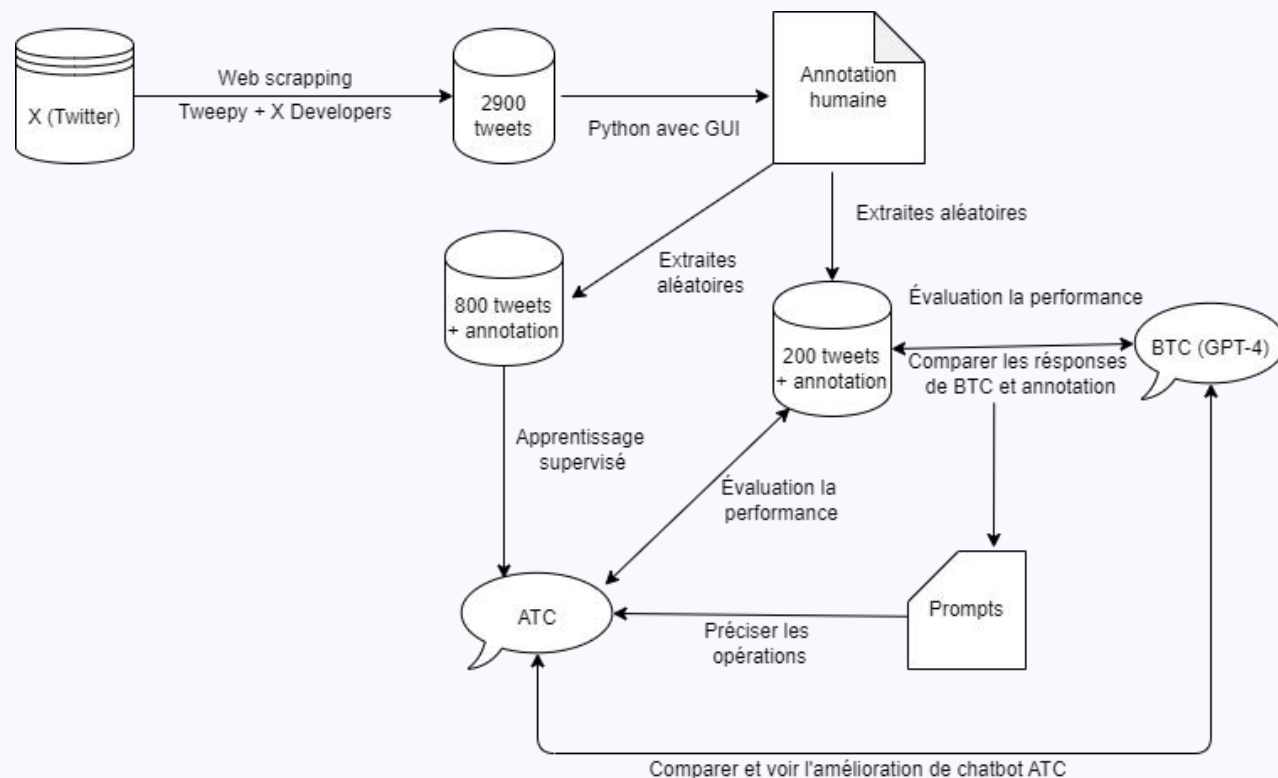 X (Twitter)
Web scrapping
Tweepy + X Developers
2900
tweets
Python avec GUI
Annotation
humaine
Extraites
aléatoires
Extraites aléatoires
800 tweets
+ annotation
200 tweets
+ annotation
Évaluation la performance
Comparer les résponses
de BTC et annotation
BTC (GPT-4)
Apprentissage
supervisé
Évaluation la
performance
ATC
Préciser les
opérations
Prompts
Comparer et voir l'amélioration de chatbot ATC